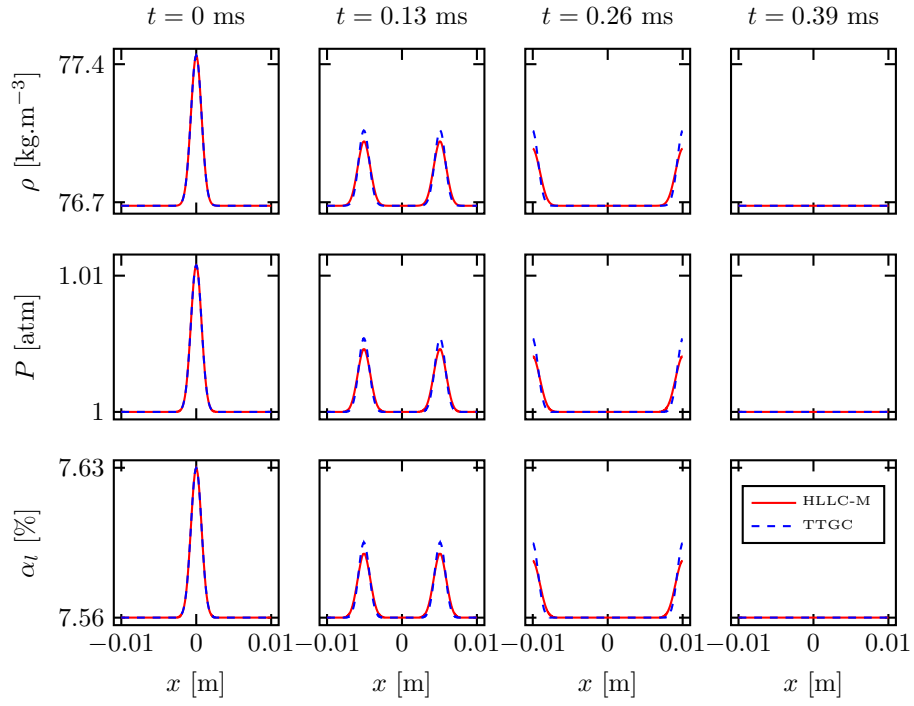 t = 0 ms
t = 0.13 ms
t = 0.26 ms
t = 0.39 ms
ρ [kg.m⁻³]
77.4
76.7
P [atm]
1.01
1
αₗ [%]
7.63
7.56
HLLC-M
TTGC
−0.01 0 0.01
−0.01 0 0.01
−0.01 0 0.01
−0.01 0 0.01
x [m]
x [m]
x [m]
x [m]